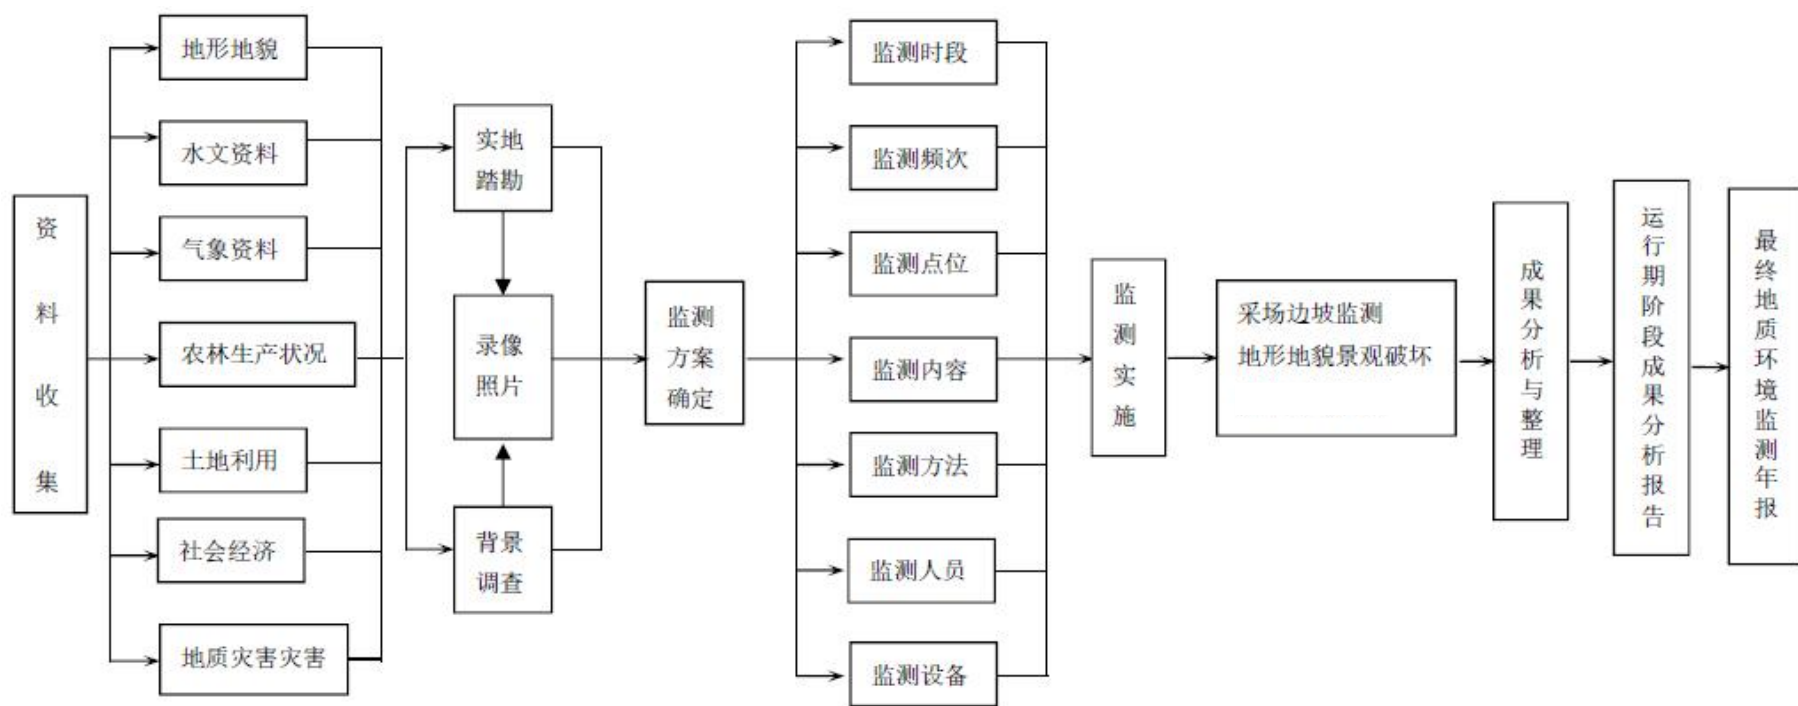 资料收集
地形地貌
水文资料
气象资料
农林生产状况
土地利用
社会经济
地质灾害灾害
实地
踏勘
录像
照片
背景
调查
监测
方案
确定
监测时段
监测频次
监测点位
监测内容
监测方法
监测人员
监测设备
监测实施
采场边坡监测
地形地貌景观破坏
成果分析与整理
运行期阶段成果分析报告
最终地质环境监测年报